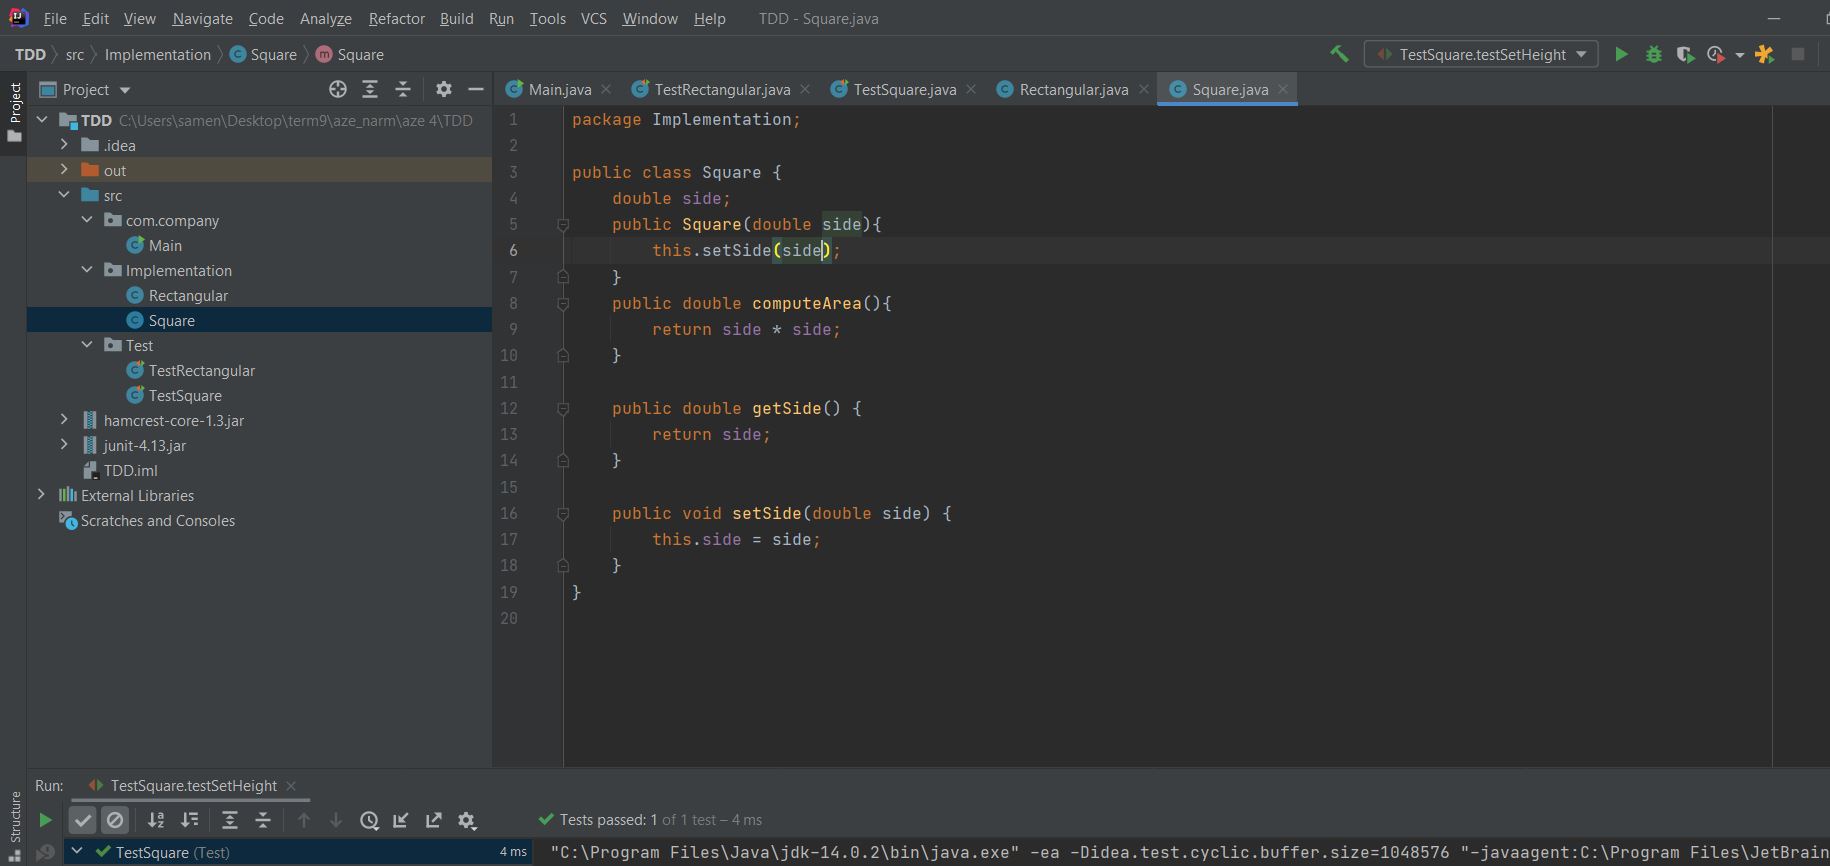 File Edit View Navigate Code Analyze Refactor Build Run Tools VCS Window Help TDD - Square.java
TDD src Implementation Square Square
TestSquare.testSetHeight
Project
Project
Main.java TestRectangular.java TestSquare.java Rectangular.java Square.java
TDD C:\Users\samen\Desktop\term9\aze_narm\aze 4\TDD
.idea
out
src
com.company
Main
Implementation
Rectangular
Square
Test
TestRectangular
TestSquare
hamcrest-core-1.3.jar
junit-4.13.jar
TDD.iml
External Libraries
Scratches and Consoles
1 package Implementation;
2
3 public class Square {
4 double side;
5 public Square(double side){
6 this.setSide(side);
7 }
8 public double computeArea(){
9 return side * side;
10 }
11
12 public double getSide() {
13 return side;
14 }
15
16 public void setSide(double side) {
17 this.side = side;
18 }
19 }
20
Structure
Run: TestSquare.testSetHeight
Tests passed: 1 of 1 test – 4 ms
TestSquare (Test) 4 ms
"C:\Program Files\Java\jdk-14.0.2\bin\java.exe" -ea -Didea.test.cyclic.buffer.size=1048576 "-javaagent:C:\Program Files\JetBrain